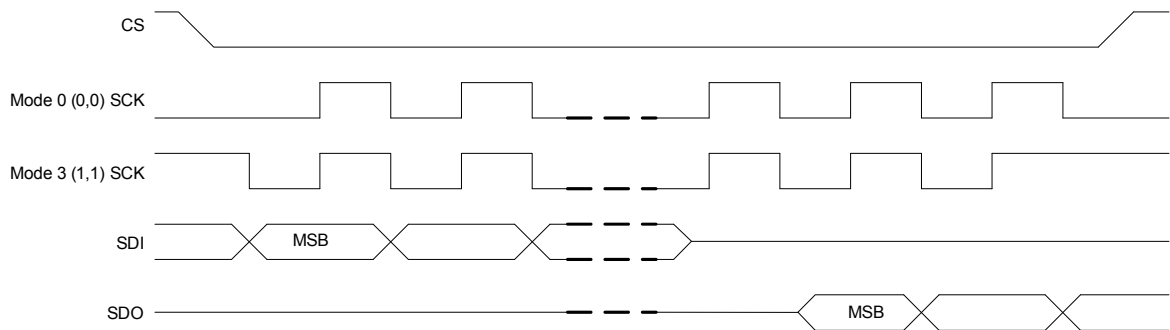 CS
Mode 0 (0,0) SCK
Mode 3 (1,1) SCK
MSB
SDI
MSB
SDO